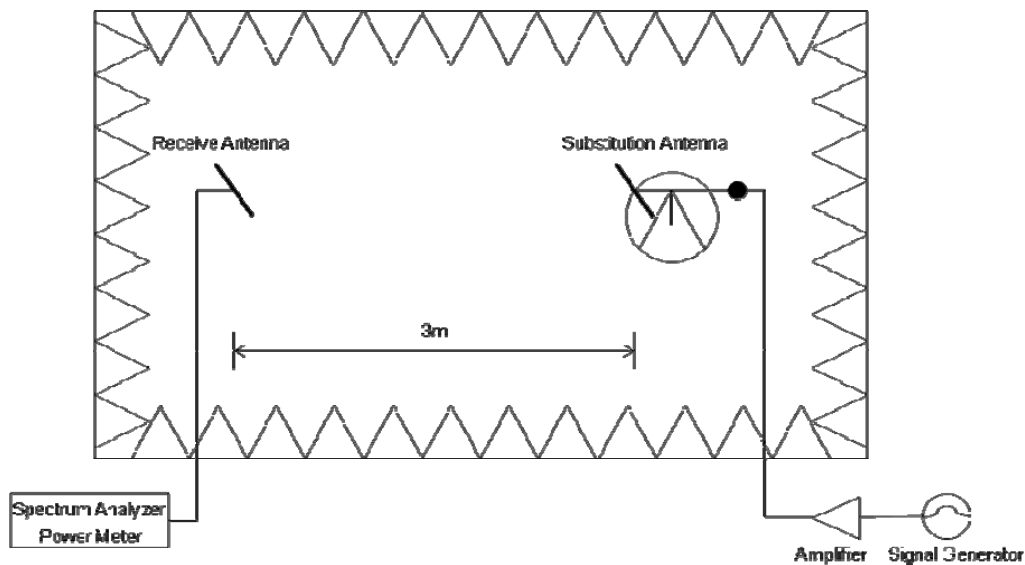 Receive Antenna
Substitution Antenna
3m
Spectrum Analyzer
Power Meter
Amplifier
Signal Generator